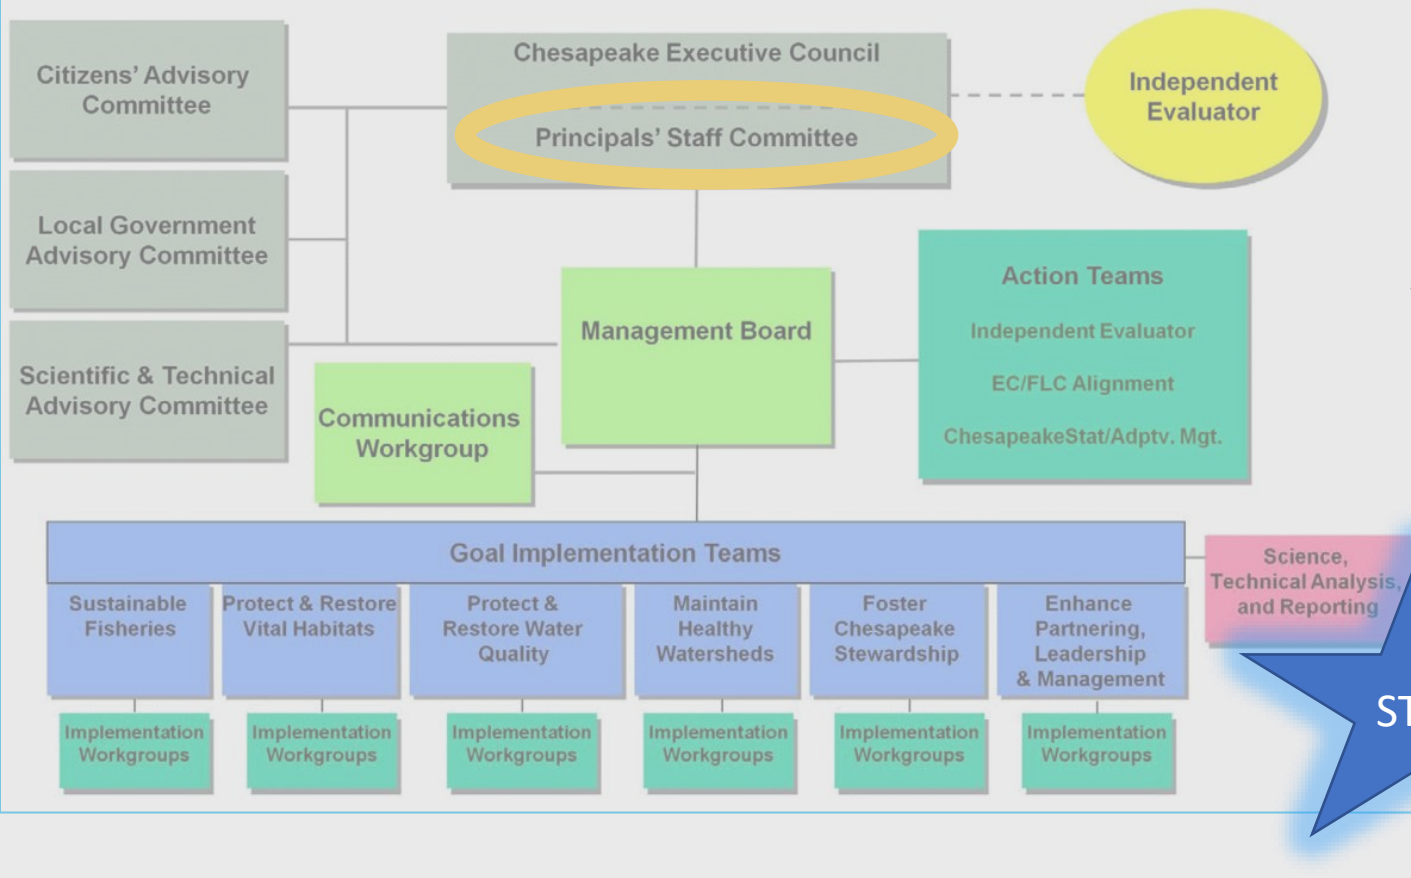 Citizens' Advisory
Committee
Chesapeake Executive Council
Principals' Staff Committee
Independent
Evaluator
Local Government
Advisory Committee
Scientific & Technical
Advisory Committee
Communications
Workgroup
Management Board
Action Teams
Independent Evaluator
EC/FLC Alignment
ChesapeakeStat/Adptv. Mgt.
Goal Implementation Teams
Science,
Technical Analysis,
and Reporting
Sustainable
Fisheries
Protect & Restore
Vital Habitats
Protect &
Restore Water
Quality
Maintain
Healthy
Watersheds
Foster
Chesapeake
Stewardship
Enhance
Partnering,
Leadership
& Management
Implementation
Workgroups
Implementation
Workgroups
Implementation
Workgroups
Implementation
Workgroups
Implementation
Workgroups
Implementation
Workgroups